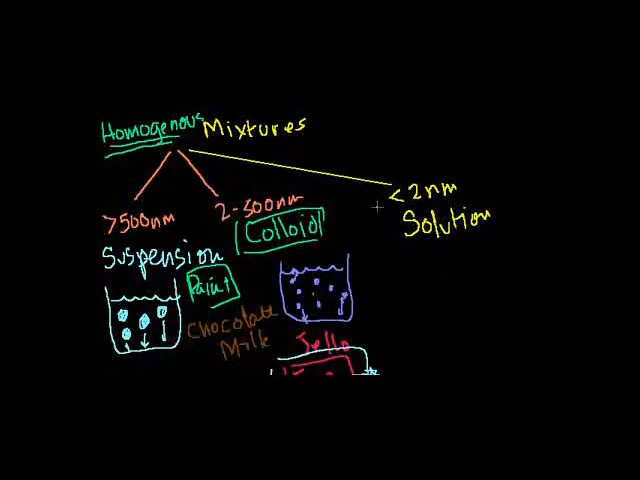 Homogenous Mixtures
>500nm
2-500nm
<2nm
Suspension
Colloid
Solution
Paint
Chocolate
Milk
Jello